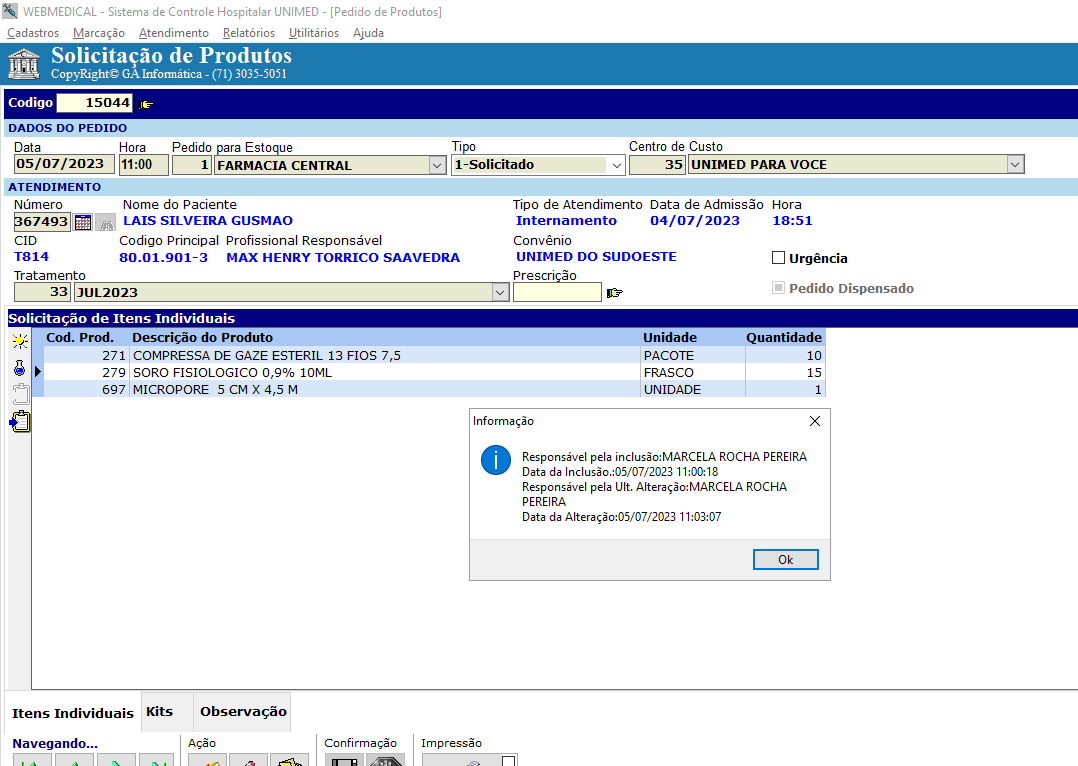 WEBMEDICAL - Sistema de Controle Hospitalar UNIMED - [Pedido de Produtos]
Cadastros Marcação Atendimento Relatórios Utilitários Ajuda
Solicitação de Produtos
CopyRight© GA Informática - (71) 3035-5051
Codigo 15044
DADOS DO PEDIDO
Data Hora Pedido para Estoque Tipo Centro de Custo
05/07/2023 11:00 1 FARMACIA CENTRAL 1-Solicitado 35 UNIMED PARA VOCE
ATENDIMENTO
Número Nome do Paciente Tipo de Atendimento Data de Admissão Hora
367493 LAIS SILVEIRA GUSMAO Internamento 04/07/2023 18:51
CID Codigo Principal Profissional Responsável Convênio
T814 80.01.901-3 MAX HENRY TORRICO SAAVEDRA UNIMED DO SUDOESTE Urgência
Tratamento Prescrição
33 JUL2023 Pedido Dispensado
Solicitação de Itens Individuais
Cod. Prod. Descrição do Produto Unidade Quantidade
271 COMPRESSA DE GAZE ESTERIL 13 FIOS 7,5 PACOTE 10
279 SORO FISIOLOGICO 0,9% 10ML FRASCO 15
697 MICROPORE 5 CM X 4,5 M UNIDADE 1
Informação
Responsável pela inclusão:MARCELA ROCHA PEREIRA
Data da Inclusão.:05/07/2023 11:00:18
Responsável pela Ult. Alteração:MARCELA ROCHA
PEREIRA
Data da Alteração:05/07/2023 11:03:07
Ok
Itens Individuais Kits Observação
Navegando... Ação Confirmação Impressão